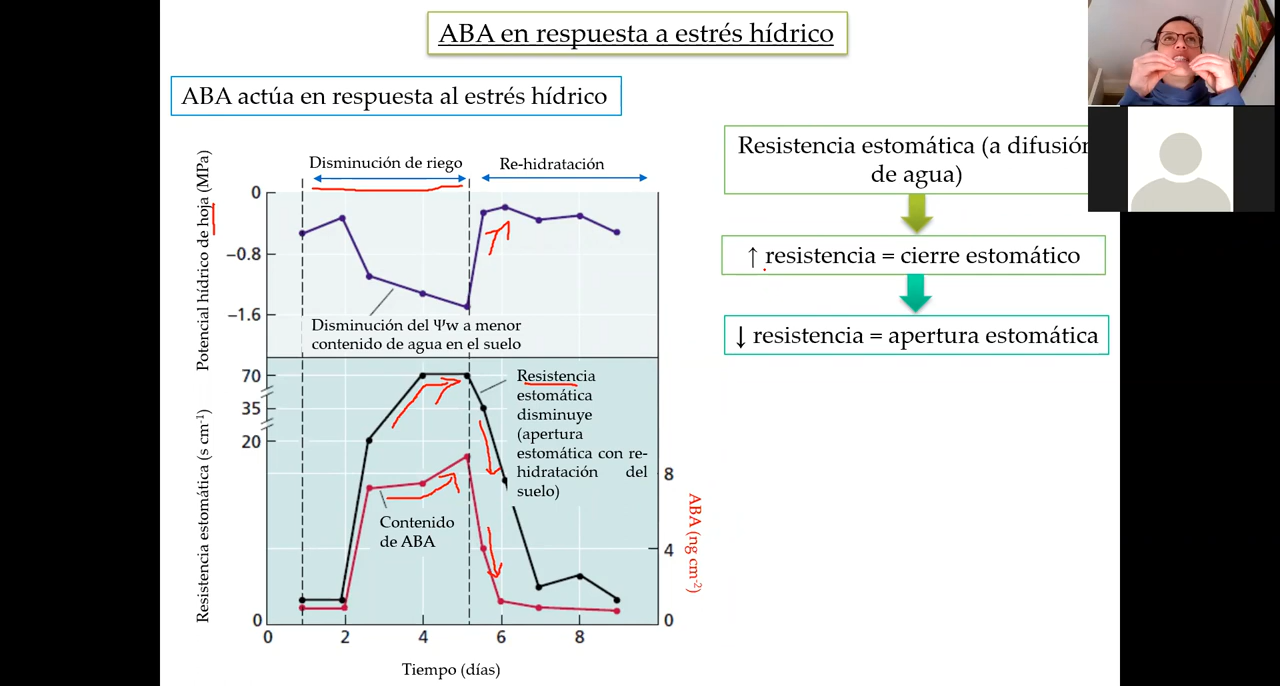 ABA en respuesta a estrés hídrico
ABA actúa en respuesta al estrés hídrico
Disminución de riego
Re-hidratación
Potencial hídrico de hoja (MPa)
0
−0.8
−1.6
Disminución del Ψw a menor
contenido de agua en el suelo
Resistencia estomática (s cm-1)
70
35
20
0
Resistencia
estomática
disminuye
(apertura
estomática con re-
hidratación del
suelo)
Contenido
de ABA
8
4
0
ABA (ng cm-2)
0
2
4
6
8
Tiempo (días)
Resistencia estomática (a difusión
de agua)
↑ resistencia = cierre estomático
↓ resistencia = apertura estomática